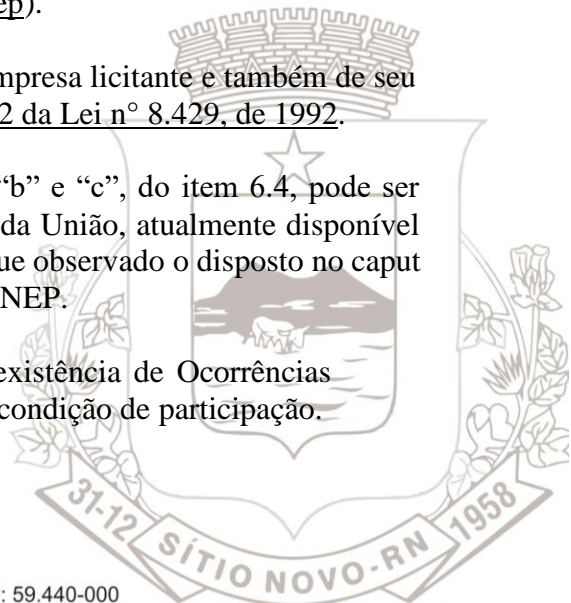 ep).
mpresa licitante e também de seu
2 da Lei n° 8.429, de 1992.
“b” e “c”, do item 6.4, pode ser
da União, atualmente disponível
ue observado o disposto no caput
NEP.
existência de Ocorrências
condição de participação.
31-12 SÍTIO NOVO-RN 1958
: 59.440-000